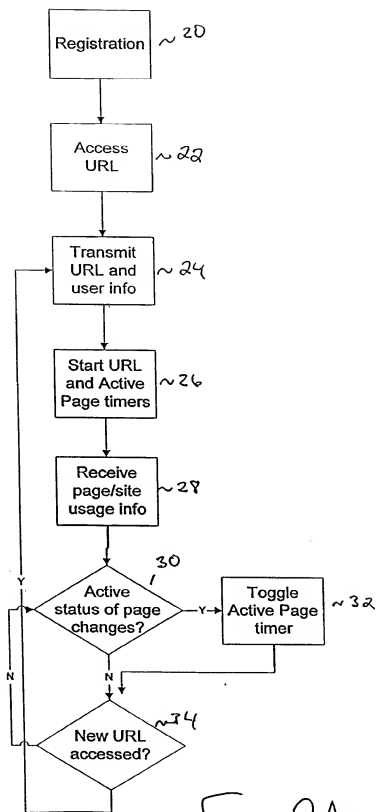 Registration
~ 20
Access
URL
~ 22
Transmit
URL and
user info
~ 24
Start URL
and Active
Page timers
~ 26
Receive
page/site
usage info
~ 28
30
Active
status of page
changes?
Y
Toggle
Active Page
timer
~ 32
Y
N
N
~34
New URL
accessed?